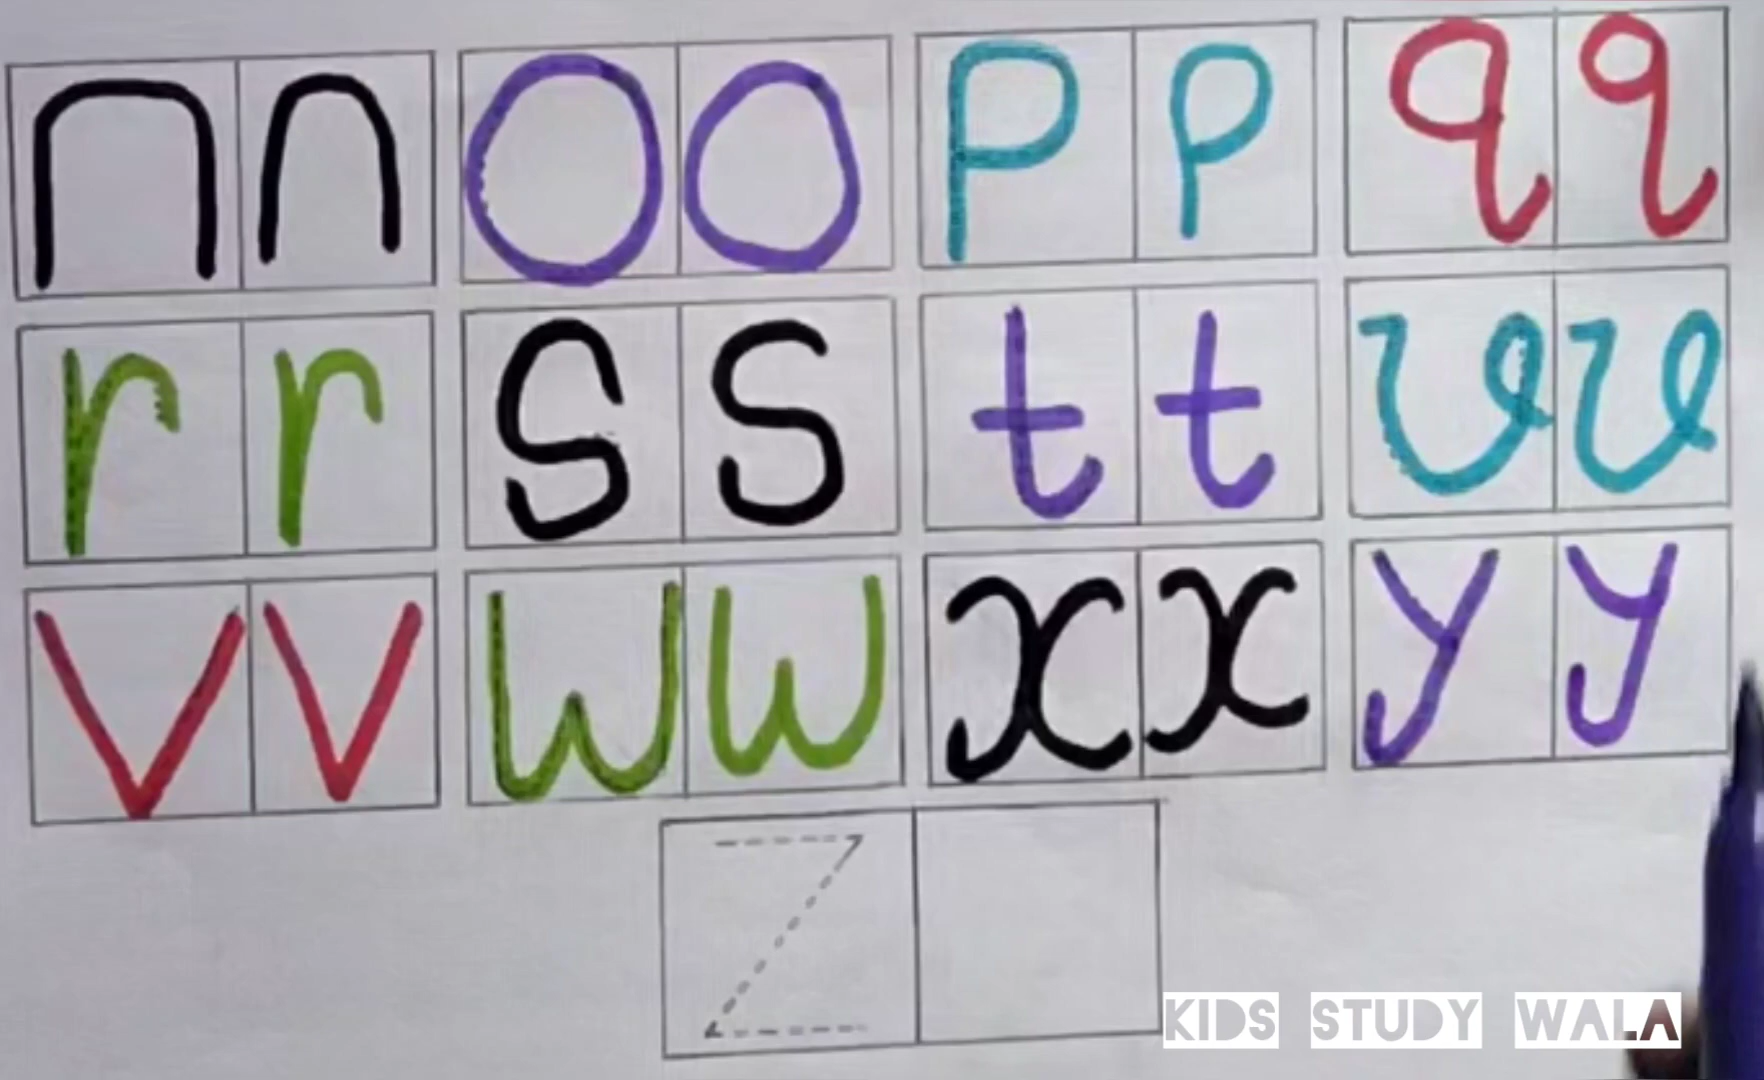 n n o o p p q q
r r s s t t u u
v v w w x x y y
z
KIDS STUDY WALA